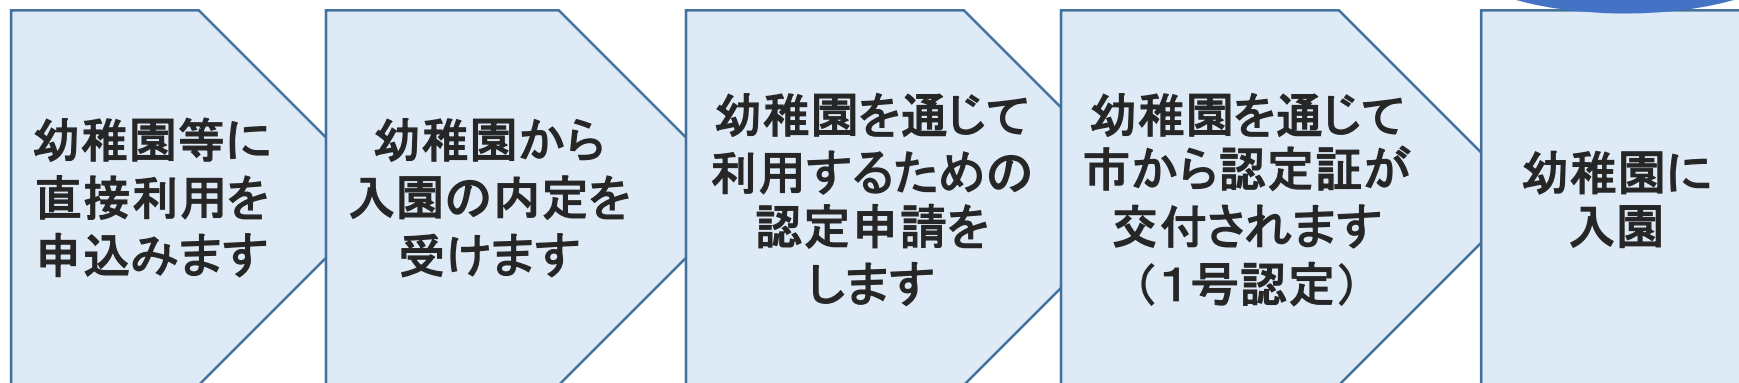 幼稚園等に
直接利用を
申込みます
幼稚園から
入園の内定を
受けます
幼稚園を通じて
利用するための
認定申請を
します
幼稚園を通じて
市から認定証が
交付されます
（１号認定）
幼稚園に
入園